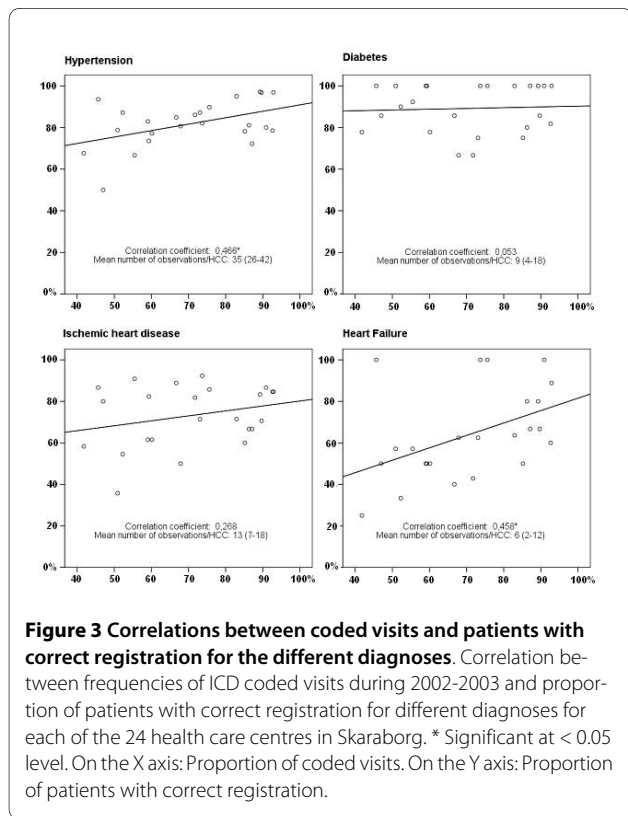 Hypertension
Diabetes
100
80
60
40
20
0%
Correlation coefficient: 0,466*
Mean number of observations/HCC: 35 (26-42)
40 50 60 70 80 90 100%
100
80
60
40
20
0%
Correlation coefficient: 0,053
Mean number of observations/HCC: 9 (4-18)
40 50 60 70 80 90 100%
Ischemic heart disease
Heart Failure
100
80
60
40
20
0%
Correlation coefficient: 0,268
Mean number of observations/HCC: 13 (7-18)
40 50 60 70 80 90 100%
100
80
60
40
20
0%
Correlation coefficient: 0,458*
Mean number of observations/HCC: 6 (2-12)
40 50 60 70 80 90 100%
Figure 3 Correlations between coded visits and patients with
correct registration for the different diagnoses. Correlation be-
tween frequencies of ICD coded visits during 2002-2003 and propor-
tion of patients with correct registration for different diagnoses for
each of the 24 health care centres in Skaraborg. * Significant at < 0.05
level. On the X axis: Proportion of coded visits. On the Y axis: Proportion
of patients with correct registration.